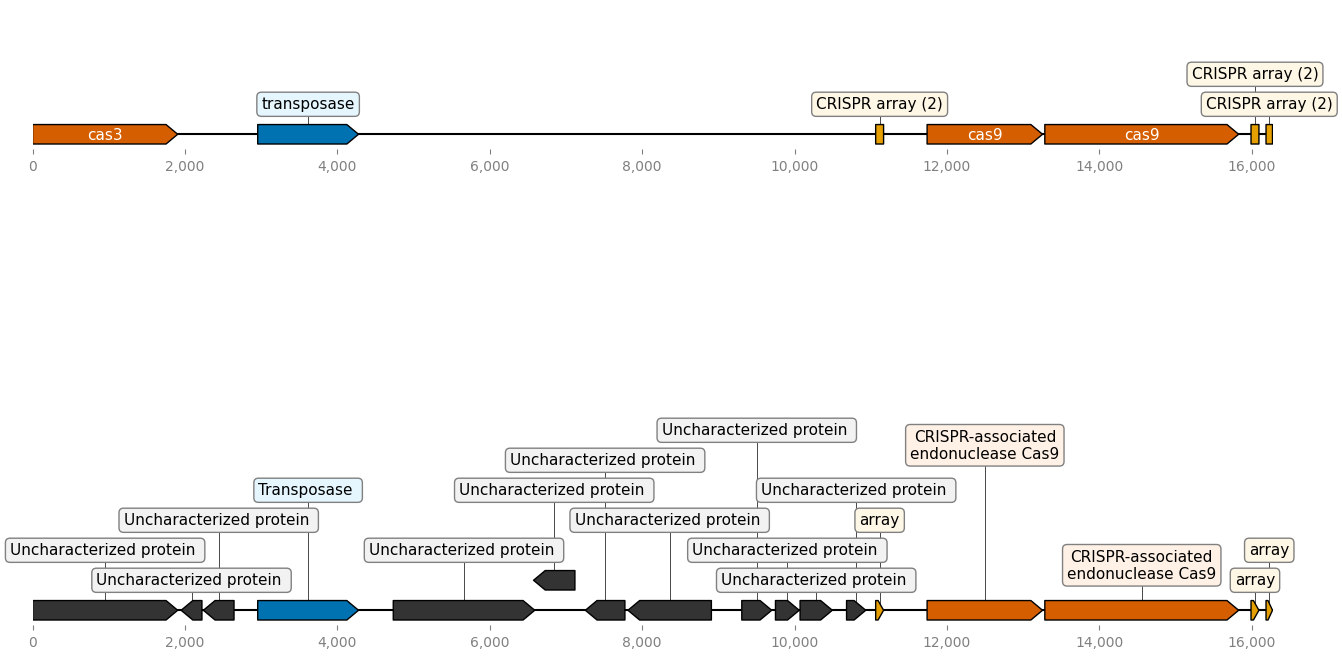 CRISPR array (2)
transposase
CRISPR array (2)
CRISPR array (2)
cas3
cas9
cas9
0
2,000
4,000
6,000
8,000
10,000
12,000
14,000
16,000
Uncharacterized protein
CRISPR-associated
endonuclease Cas9
Uncharacterized protein
Transposase
Uncharacterized protein
Uncharacterized protein
Uncharacterized protein
Uncharacterized protein
array
Uncharacterized protein
Uncharacterized protein
Uncharacterized protein
CRISPR-associated
endonuclease Cas9
array
Uncharacterized protein
Uncharacterized protein
array
0
2,000
4,000
6,000
8,000
10,000
12,000
14,000
16,000